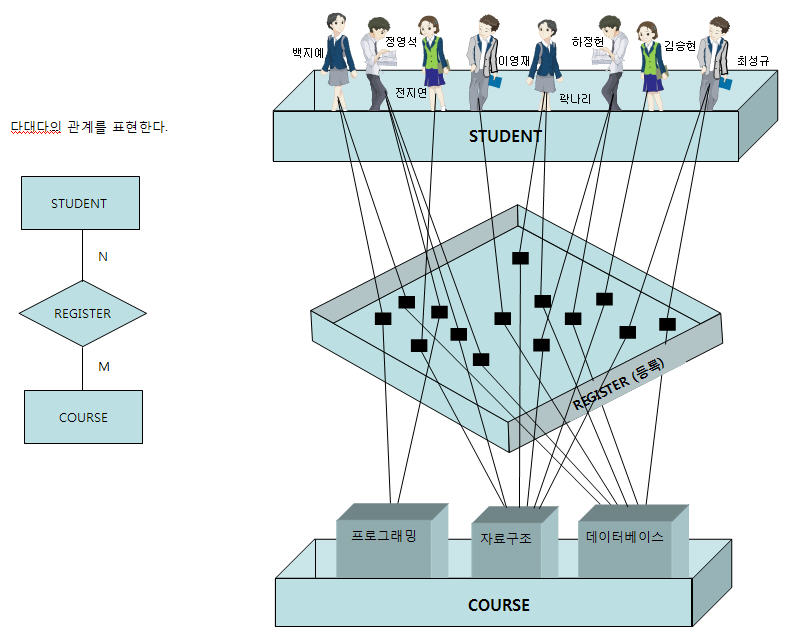 다대다의 관계를 표현한다.
STUDENT
N
REGISTER
M
COURSE
백지예
정영석
전지연
이영재
곽나리
하정헌
김승현
최성규
STUDENT
REGISTER (등록)
프로그래밍
자료구조
데이터베이스
COURSE